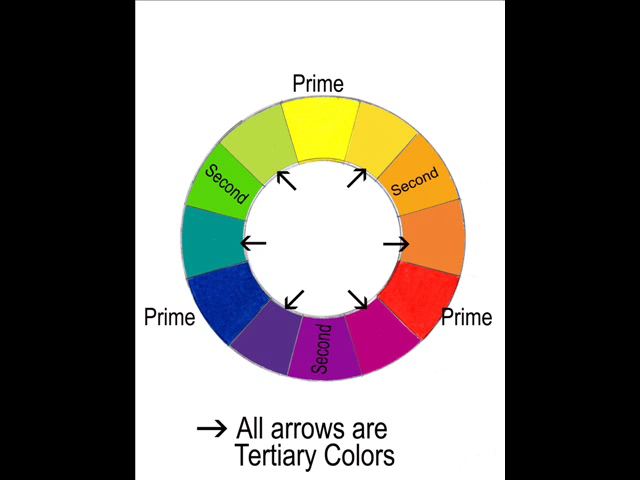 Prime
Second
Second
Prime
Prime
Second
→ All arrows are
Tertiary Colors